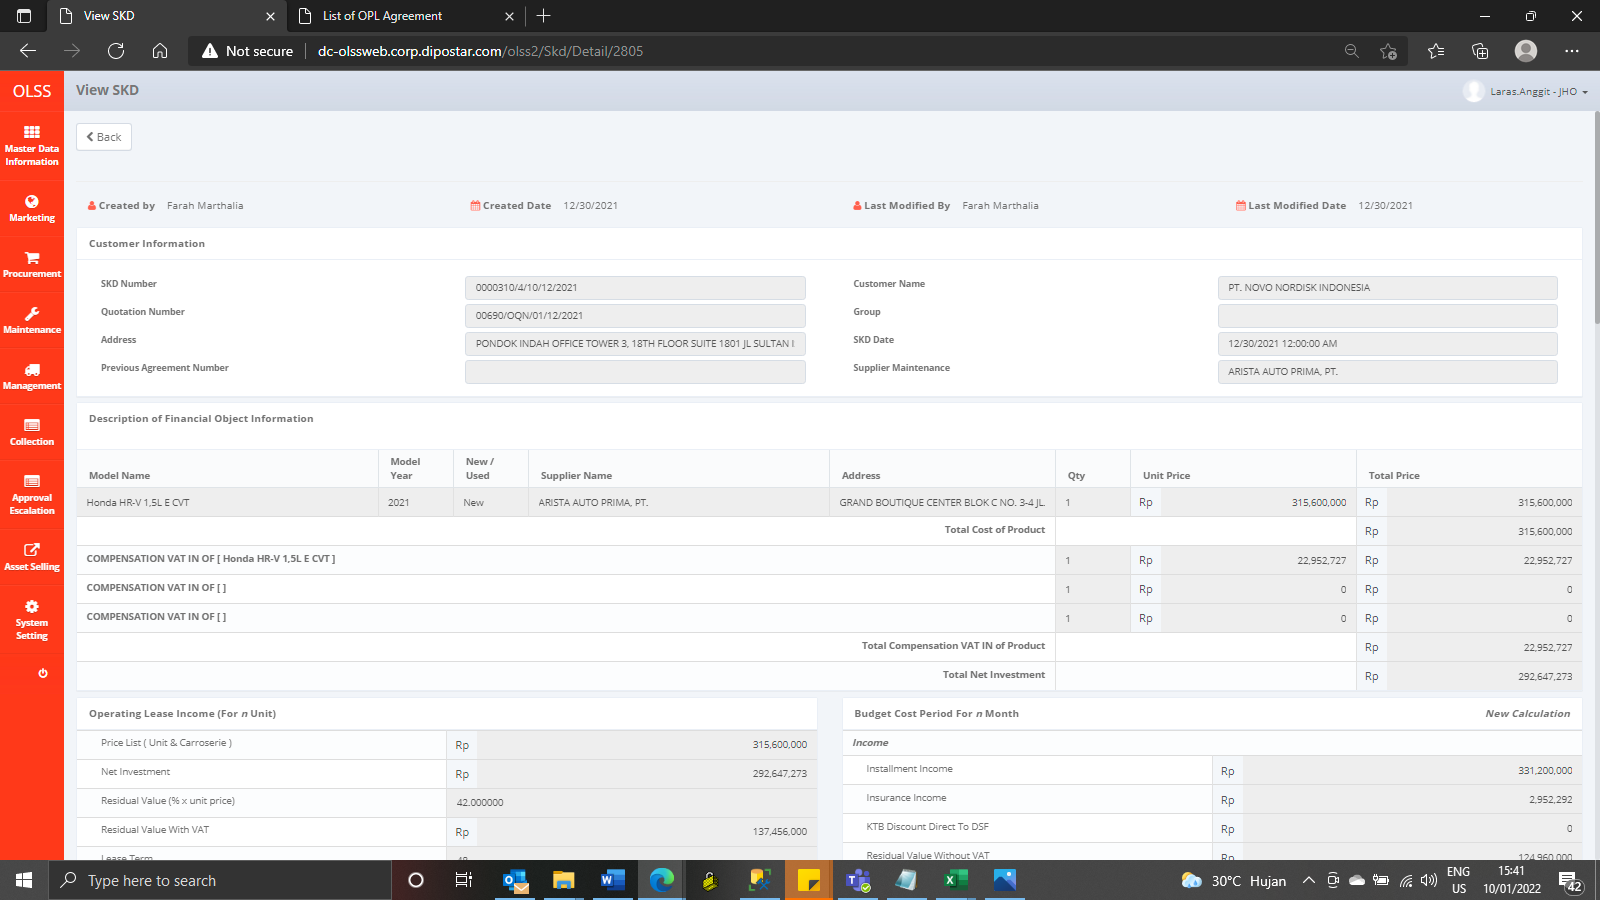 View SKD
List of OPL Agreement
Not secure
dc-olssweb.corp.dipostar.com/olss2/Skd/Detail/2805
OLSS
View SKD
Laras.Anggit - JHO
Back
Master Data Information
Marketing
Procurement
Maintenance
Management
Collection
Approval Escalation
Asset Selling
System Setting
Created by Farah Marthalia
Created Date 12/30/2021
Last Modified By Farah Marthalia
Last Modified Date 12/30/2021
Customer Information
SKD Number 0000310/4/10/12/2021
Customer Name PT. NOVO NORDISK INDONESIA
Quotation Number 00690/OQN/01/12/2021
Group
Address PONDOK INDAH OFFICE TOWER 3, 18TH FLOOR SUITE 1801 JL SULTAN I
SKD Date 12/30/2021 12:00:00 AM
Previous Agreement Number
Supplier Maintenance ARISTA AUTO PRIMA, PT.
Description of Financial Object Information
Model Name Model Year New / Used Supplier Name Address Qty Unit Price Total Price
Honda HR-V 1,5L E CVT 2021 New ARISTA AUTO PRIMA, PT. GRAND BOUTIQUE CENTER BLOK C NO. 3-4 JL. 1 Rp 315,600,000 Rp 315,600,000
Total Cost of Product Rp 315,600,000
COMPENSATION VAT IN OF [ Honda HR-V 1,5L E CVT ] 1 Rp 22,952,727 Rp 22,952,727
COMPENSATION VAT IN OF [ ] 1 Rp 0 Rp 0
COMPENSATION VAT IN OF [ ] 1 Rp 0 Rp 0
Total Compensation VAT IN of Product Rp 22,952,727
Total Net Investment Rp 292,647,273
Operating Lease Income (For n Unit)
Price List ( Unit & Carroserie ) Rp 315,600,000
Net Investment Rp 292,647,273
Residual Value (% x unit price) 42.000000
Residual Value With VAT Rp 137,456,000
Lease Term
Budget Cost Period For n Month New Calculation
Income
Installment Income Rp 331,200,000
Insurance Income Rp 2,952,292
KTB Discount Direct To DSF Rp 0
Residual Value Without VAT Rp 124,960,000
Type here to search
30°C Hujan
ENG
US
15:41
10/01/2022
42